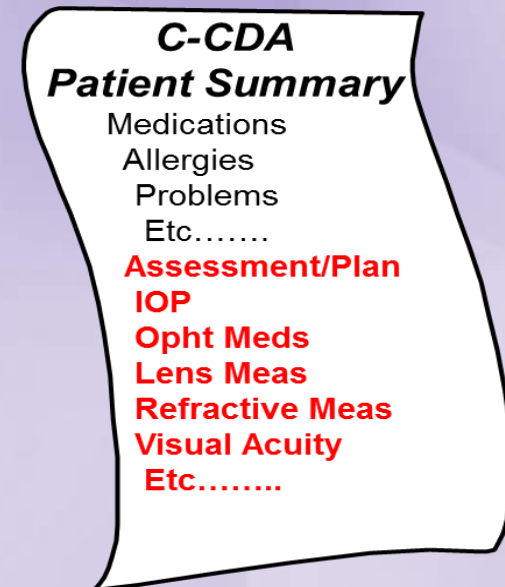 C-CDA
Patient Summary
Medications
Allergies
Problems
Etc.......
Assessment/Plan
IOP
Opht Meds
Lens Meas
Refractive Meas
Visual Acuity
Etc........